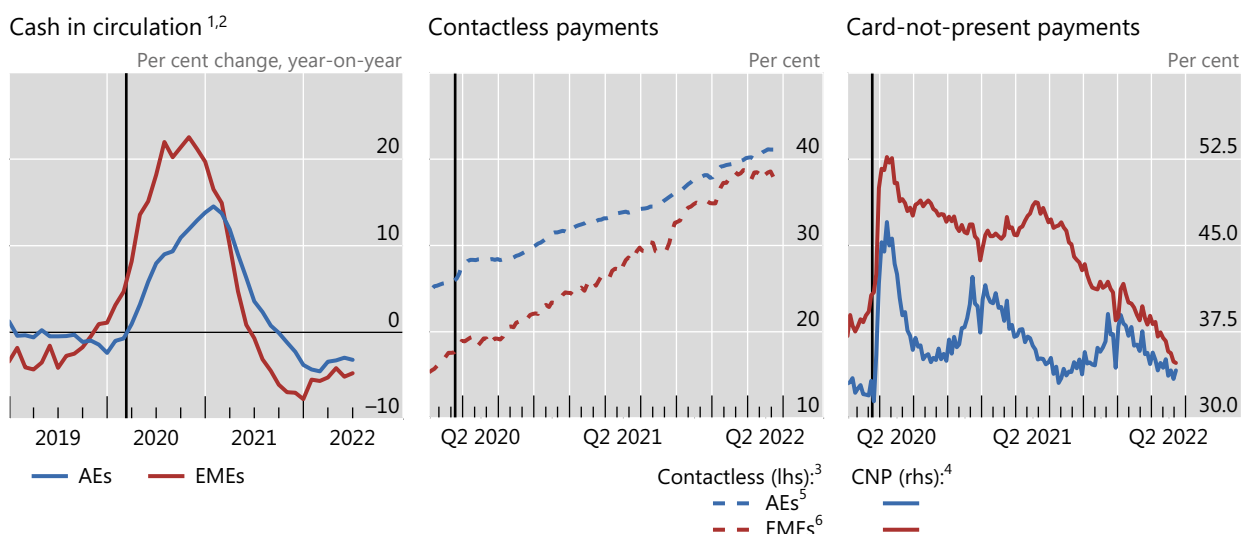 Cash in circulation 1,2
Contactless payments
Card-not-present payments
Per cent change, year-on-year
Per cent
Per cent
20
10
0
–10
2019 2020 2021 2022
40
30
20
10
Q2 2020 Q2 2021 Q2 2022
52.5
45.0
37.5
30.0
Q2 2020 Q2 2021 Q2 2022
AEs EMEs
Contactless (lhs):3 CNP (rhs):4
AEs5
EMEs6